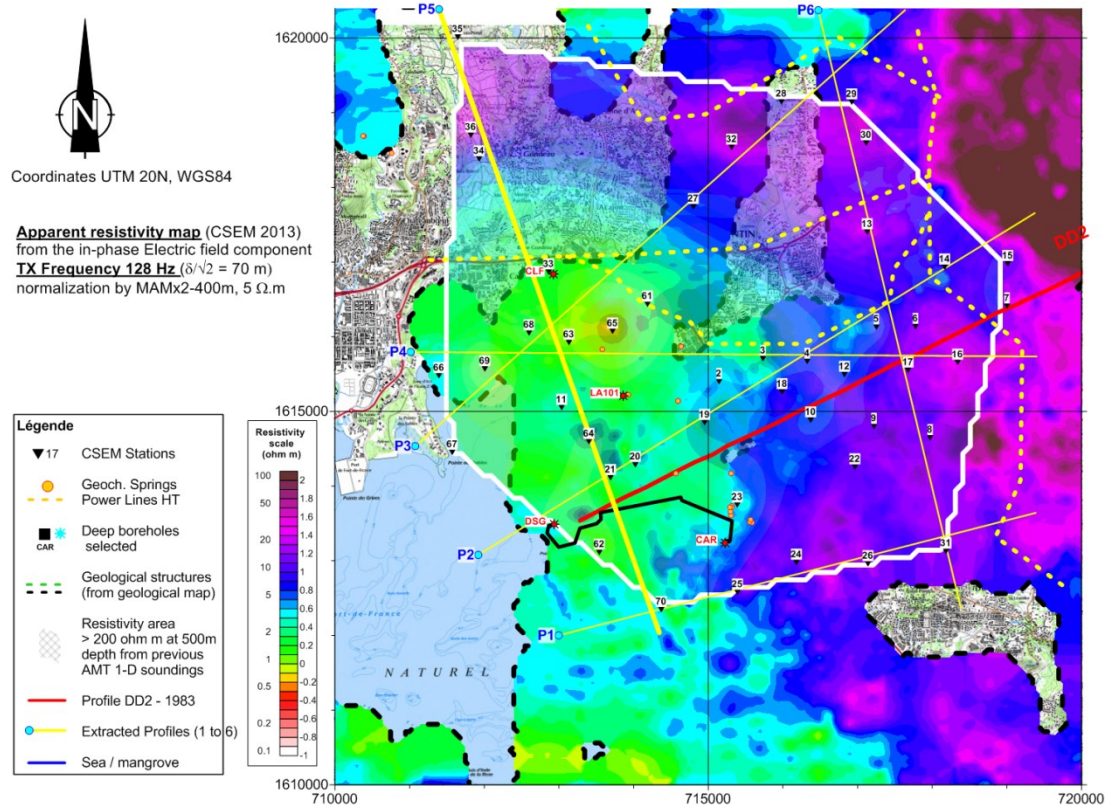 N
Coordinates UTM 20N, WGS84
Apparent resistivity map (CSEM 2013)
from the in-phase Electric field component
TX Frequency 128 Hz (δ/√2 = 70 m)
normalization by MAMx2-400m, 5 Ω.m
Légende
17 CSEM Stations
Geoch. Springs
Power Lines HT
CAR
Deep boreholes
selected
Geological structures
(from geological map)
Resistivity area
> 200 ohm m at 500m
depth from previous
AMT 1-D soundings
Profile DD2 - 1983
Extracted Profiles (1 to 6)
Sea / mangrove
Resistivity
scale
(ohm m)
100 2
50 1.8
1.6
20 1.4
1.2
10 1
5 0.8
0.6
2 0.4
0.2
1 0
-0.2
0.5 -0.4
-0.6
0.2 -0.8
0.1 -1
1620000
1615000
1610000
710000
715000
720000
P5
P6
35
28
29
36
34
32
30
27
13
DD2
15
14
33
CLF
7
61
5
6
68
63
65
P4
69
66
3
4
17
16
2
12
18
LA101
11
19
10
9
8
P3
67
64
20
22
21
23
DSG
CAR
P2
62
24
26
31
25
70
P1
NATUREL